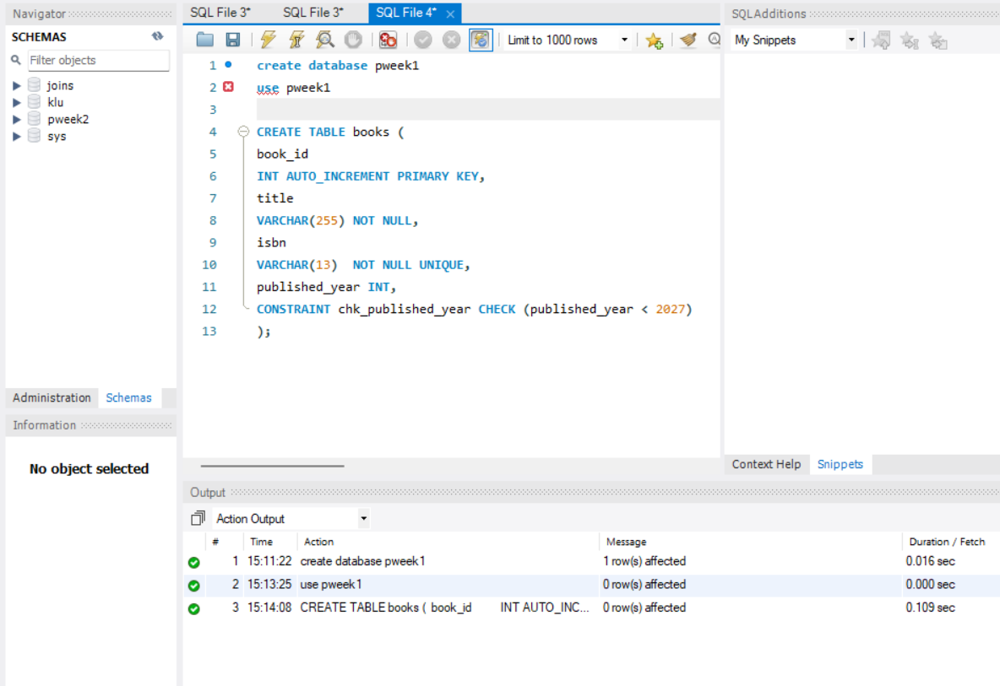 Navigator
SQL File 3*
SQL File 3*
SQL File 4*
SQLAdditions
SCHEMAS
Filter objects
joins
klu
pweek2
sys
Limit to 1000 rows
My Snippets
1 create database pweek1
2 use pweek1
3
4 CREATE TABLE books (
5 book_id
6 INT AUTO_INCREMENT PRIMARY KEY,
7 title
8 VARCHAR(255) NOT NULL,
9 isbn
10 VARCHAR(13)  NOT NULL UNIQUE,
11 published_year INT,
12 CONSTRAINT chk_published_year CHECK (published_year < 2027)
13 );
Administration Schemas
Information
No object selected
Context Help Snippets
Output
Action Output
# Time Action Message Duration / Fetch
1 15:11:22 create database pweek1 1 row(s) affected 0.016 sec
2 15:13:25 use pweek1 0 row(s) affected 0.000 sec
3 15:14:08 CREATE TABLE books ( book_id INT AUTO_INC... 0 row(s) affected 0.109 sec